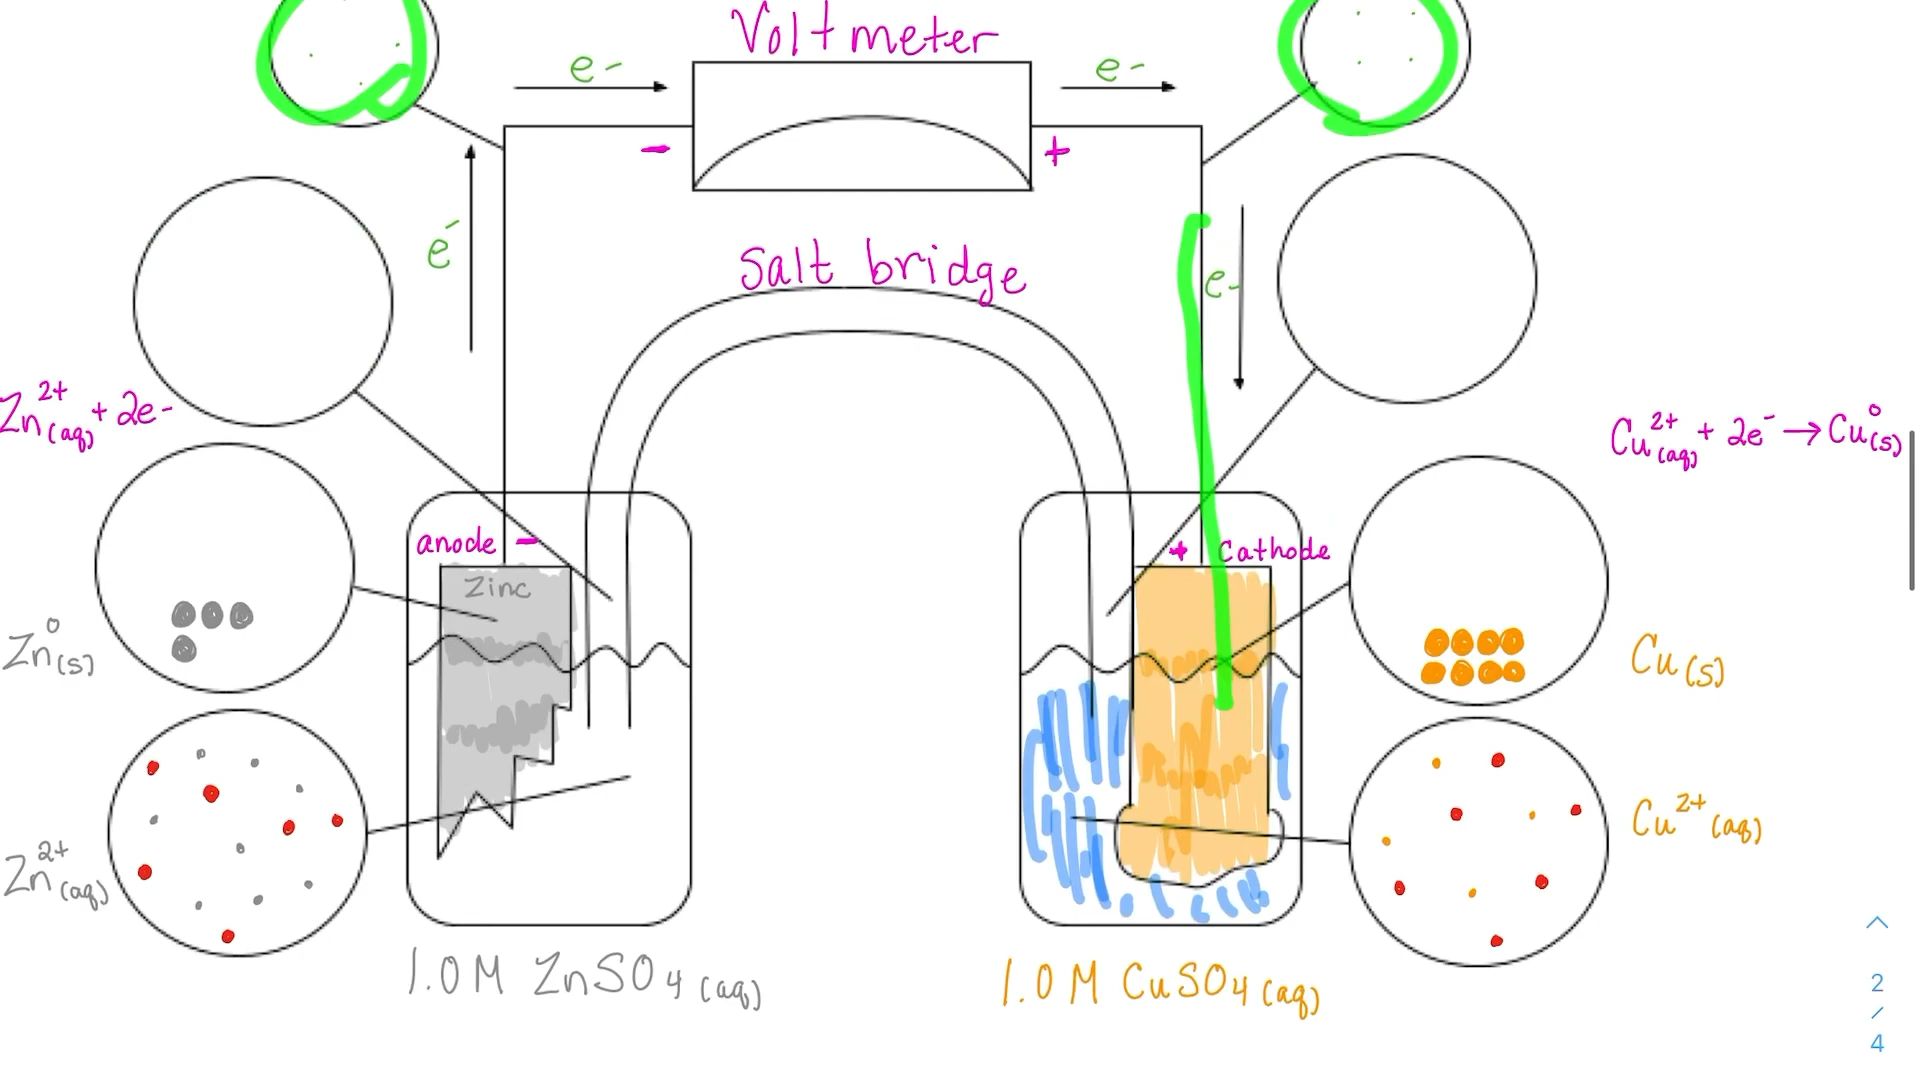 Voltmeter
e-
e-
-
+
e-
e-
Salt bridge
Zn²⁺(aq) + 2e-
Cu²⁺(aq) + 2e⁻ → Cu⁰(s)
anode -
+ Cathode
Zinc
Zn⁰(s)
Cu(s)
Zn²⁺(aq)
Cu²⁺(aq)
1.0 M ZnSO₄(aq)
1.0 M CuSO₄(aq)
2
/
4